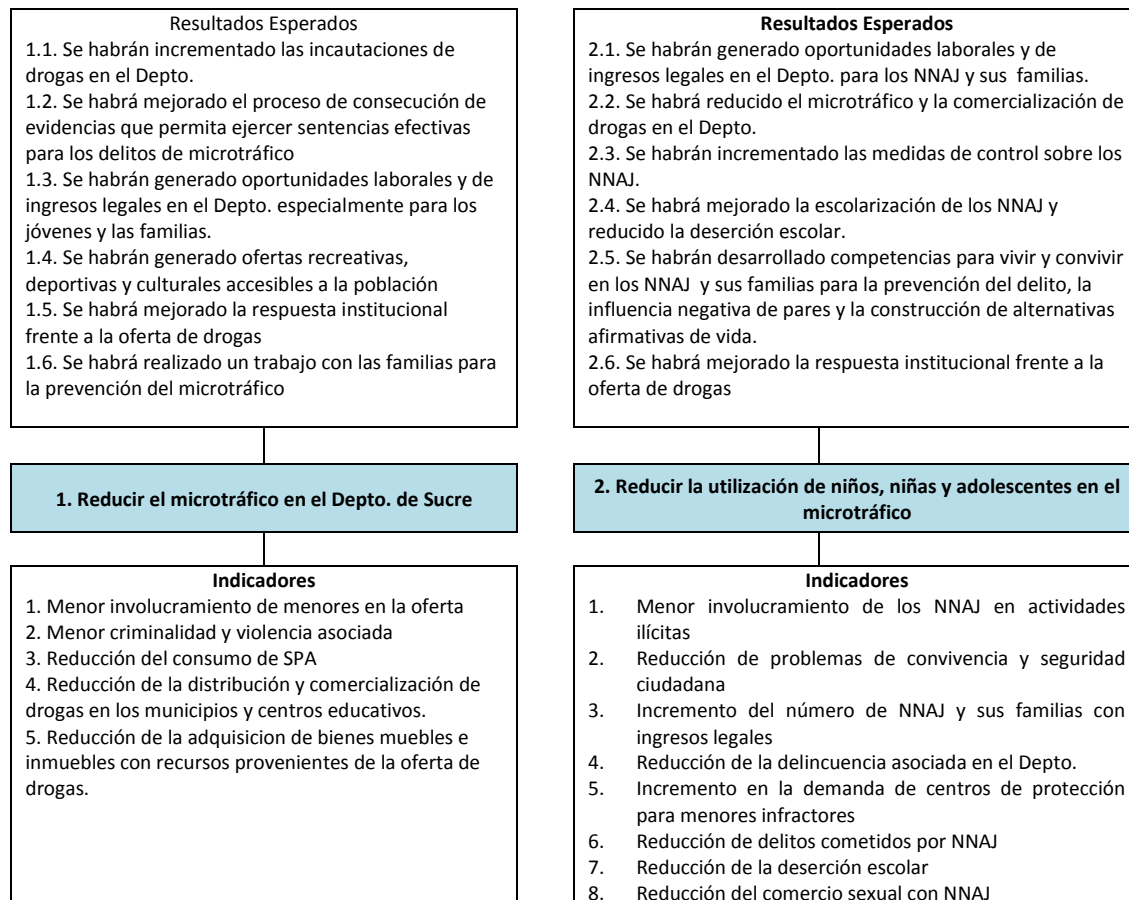 Resultados Esperados
1.1. Se habrán incrementado las incautaciones de
drogas en el Depto.
1.2. Se habrá mejorado el proceso de consecución de
evidencias que permita ejercer sentencias efectivas
para los delitos de microtráfico
1.3. Se habrán generado oportunidades laborales y de
ingresos legales en el Depto. especialmente para los
jóvenes y las familias.
1.4. Se habrán generado ofertas recreativas,
deportivas y culturales accesibles a la población
1.5. Se habrá mejorado la respuesta institucional
frente a la oferta de drogas
1.6. Se habrá realizado un trabajo con las familias para
la prevención del microtráfico
1. Reducir el microtráfico en el Depto. de Sucre
Indicadores
1. Menor involucramiento de menores en la oferta
2. Menor criminalidad y violencia asociada
3. Reducción del consumo de SPA
4. Reducción de la distribución y comercialización de
drogas en los municipios y centros educativos.
5. Reducción de la adquisicion de bienes muebles e
inmuebles con recursos provenientes de la oferta de
drogas.
Resultados Esperados
2.1. Se habrán generado oportunidades laborales y de
ingresos legales en el Depto. para los NNAJ y sus familias.
2.2. Se habrá reducido el microtráfico y la comercialización de
drogas en el Depto.
2.3. Se habrán incrementado las medidas de control sobre los
NNAJ.
2.4. Se habrá mejorado la escolarización de los NNAJ y
reducido la deserción escolar.
2.5. Se habrán desarrollado competencias para vivir y convivir
en los NNAJ y sus familias para la prevención del delito, la
influencia negativa de pares y la construcción de alternativas
afirmativas de vida.
2.6. Se habrá mejorado la respuesta institucional frente a la
oferta de drogas
2. Reducir la utilización de niños, niñas y adolescentes en el
microtráfico
Indicadores
1. Menor involucramiento de los NNAJ en actividades
ilícitas
2. Reducción de problemas de convivencia y seguridad
ciudadana
3. Incremento del número de NNAJ y sus familias con
ingresos legales
4. Reducción de la delincuencia asociada en el Depto.
5. Incremento en la demanda de centros de protección
para menores infractores
6. Reducción de delitos cometidos por NNAJ
7. Reducción de la deserción escolar
8. Reducción del comercio sexual con NNAJ